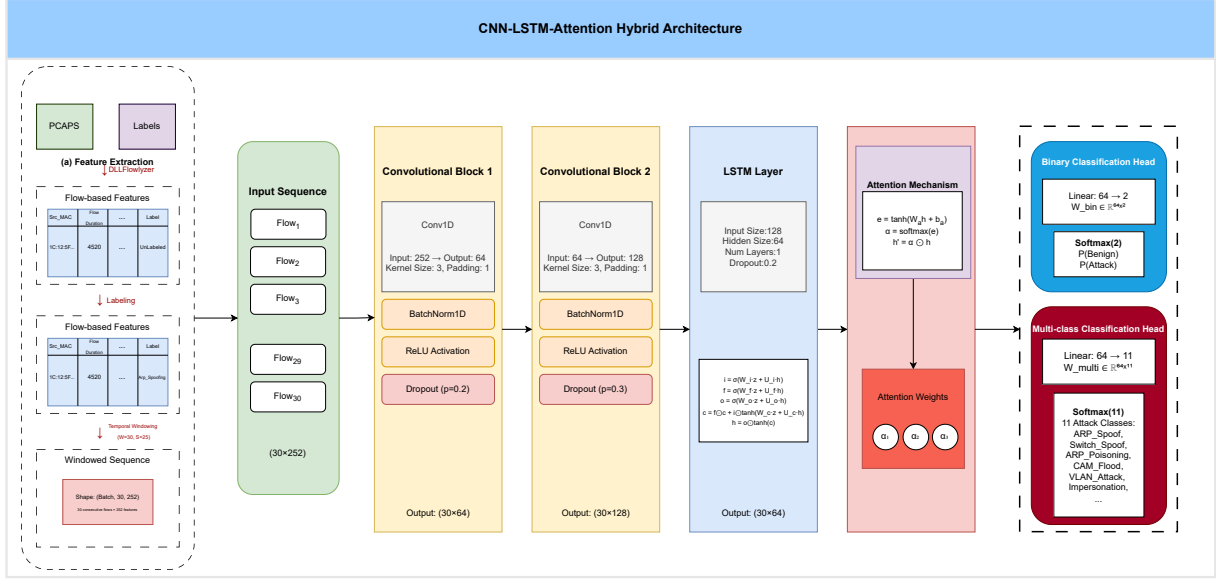 CNN-LSTM-Attention Hybrid Architecture
PCAPS
Labels
(a) Feature Extraction
↓DLLFlowlyzer
Flow-based Features
Src_MAC Flow Duration ... Label
1C:12:5F... 4520 ... UnLabeled
↓ Labeling
Flow-based Features
Src_MAC Flow Duration ... Label
1C:12:5F... 4520 ... Arp_Spoofing
↓ Temporal Windowing
(W=30, S=25)
Windowed Sequence
Shape: (Batch, 30, 252)
30 consecutive flows × 252 features
Input Sequence
Flow₁
Flow₂
Flow₃
Flow₂₉
Flow₃₀
(30×252)
Convolutional Block 1
Conv1D
Input: 252 → Output: 64
Kernel Size: 3, Padding: 1
BatchNorm1D
ReLU Activation
Dropout (p=0.2)
Output: (30×64)
Convolutional Block 2
Conv1D
Input: 64 → Output: 128
Kernel Size: 3, Padding: 1
BatchNorm1D
ReLU Activation
Dropout (p=0.3)
Output: (30×128)
LSTM Layer
Input Size:128
Hidden Size:64
Num Layers:1
Dropout:0.2
i = σ(W_i·z + U_i·h)
f = σ(W_f·z + U_f·h)
o = σ(W_o·z + U_o·h)
c = f⊙c + i⊙tanh(W_c·z + U_c·h)
h = o⊙tanh(c)
Output: (30×64)
Attention Mechanism
e = tanh(Wₐh + bₐ)
α = softmax(e)
h' = α ⊙ h
Attention Weights
α₁ α₂ α₃
Binary Classification Head
Linear: 64 → 2
W_bin ∈ ℝ⁶⁴ˣ²
Softmax(2)
P(Benign)
P(Attack)
Multi-class Classification Head
Linear: 64 → 11
W_multi ∈ ℝ⁶⁴ˣ¹¹
Softmax(11)
11 Attack Classes:
ARP_Spoof,
Switch_Spoof,
ARP_Poisoning,
CAM_Flood,
VLAN_Attack,
Impersonation,
...